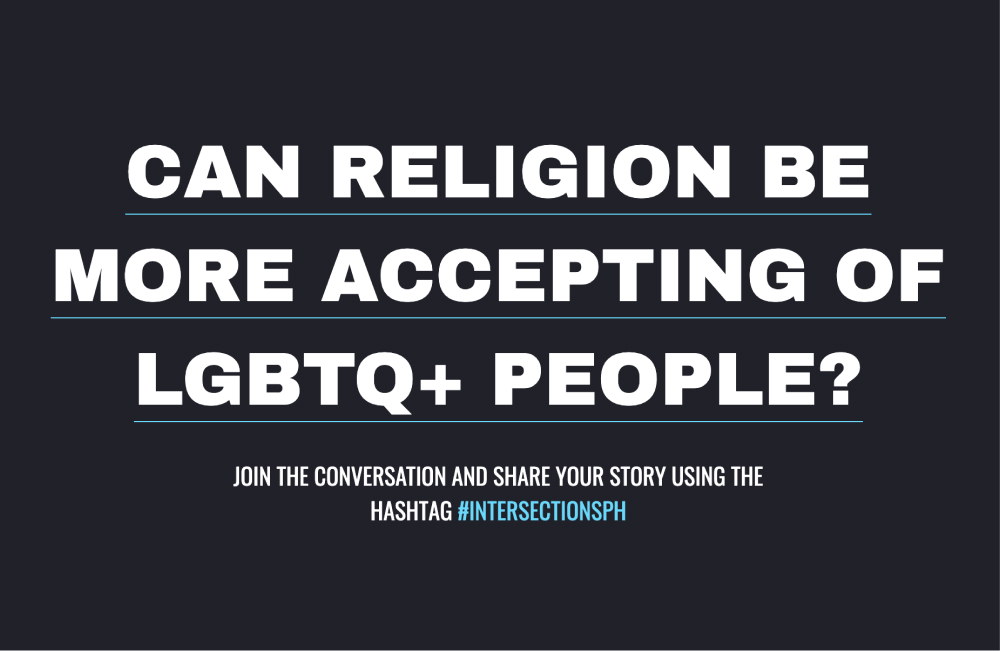 CAN RELIGION BE
MORE ACCEPTING OF
LGBTQ+ PEOPLE?
JOIN THE CONVERSATION AND SHARE YOUR STORY USING THE
HASHTAG #INTERSECTIONSPH